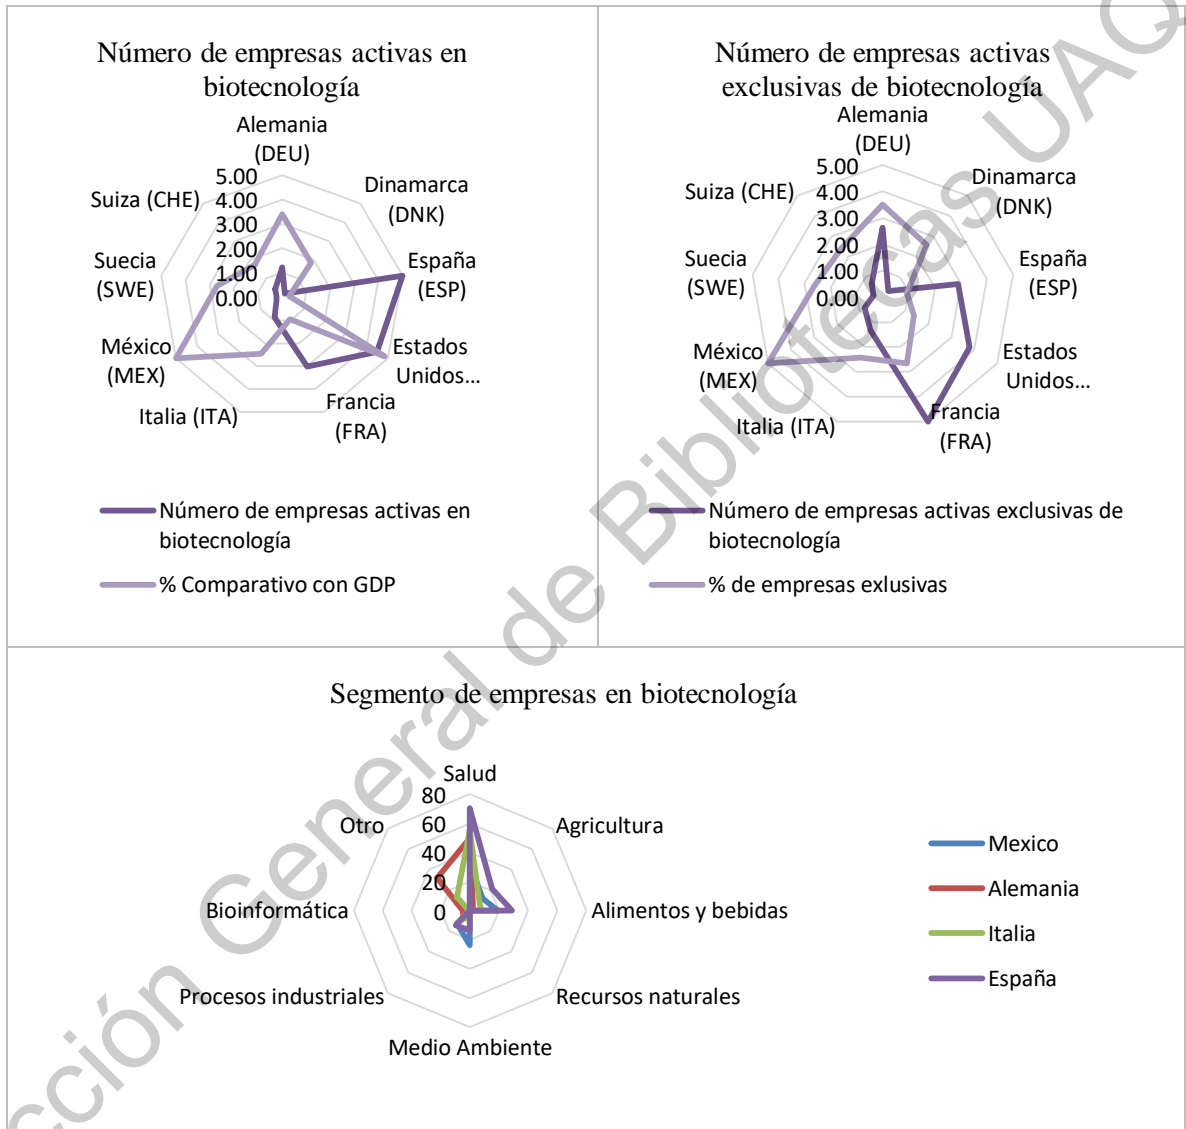 Número de empresas activas en
biotecnología
Alemania
(DEU)
Dinamarca
(DNK)
España
(ESP)
Estados
Unidos...
Francia
(FRA)
Italia (ITA)
México
(MEX)
Suecia
(SWE)
Suiza (CHE)
5.00
4.00
3.00
2.00
1.00
0.00
Número de empresas activas en
biotecnología
% Comparativo con GDP
Número de empresas activas
exclusivas de biotecnología
Alemania
(DEU)
Dinamarca
(DNK)
España
(ESP)
Estados
Unidos...
Francia
(FRA)
Italia (ITA)
México
(MEX)
Suecia
(SWE)
Suiza (CHE)
5.00
4.00
3.00
2.00
1.00
0.00
Número de empresas activas exclusivas de
biotecnología
% de empresas exlusivas
Segmento de empresas en biotecnología
Salud
Agricultura
Alimentos y bebidas
Recursos naturales
Medio Ambiente
Procesos industriales
Bioinformática
Otro
80
60
40
20
0
Mexico
Alemania
Italia
España
cción General de Bibliotecas UAQ